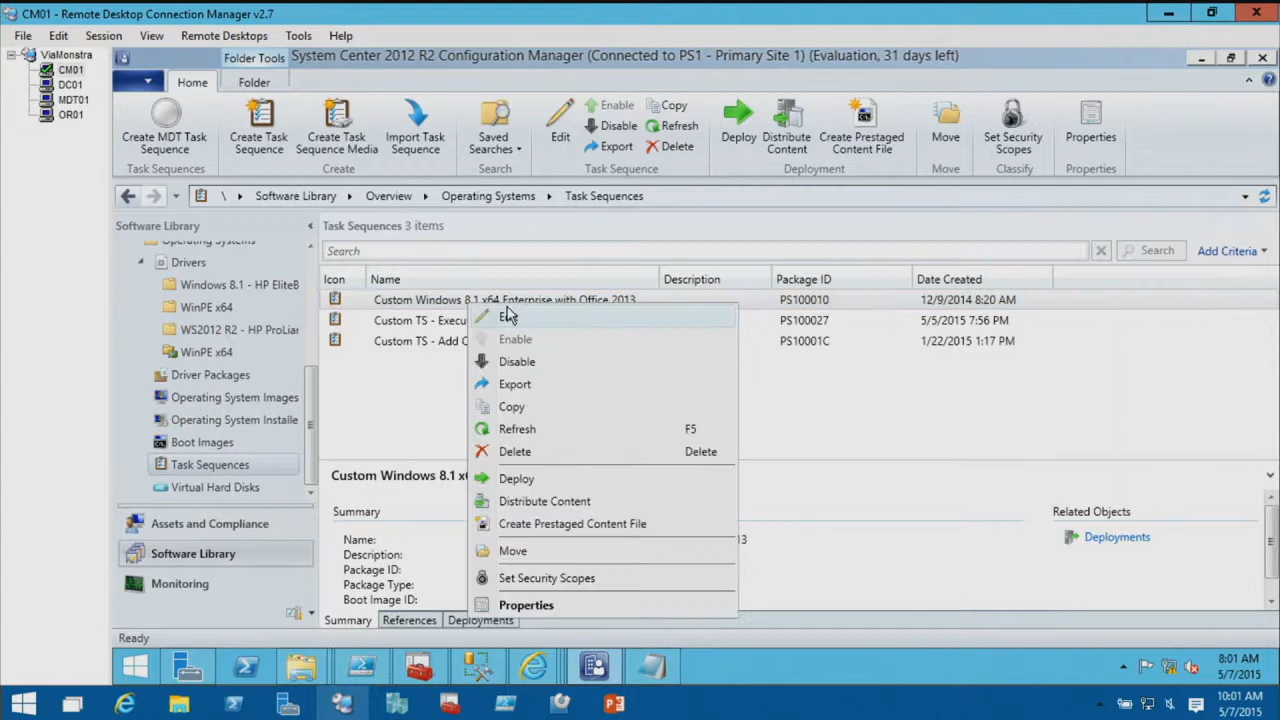 CM01 - Remote Desktop Connection Manager v2.7
File Edit Session View Remote Desktops Tools Help
ViaMonstra
CM01
DC01
MDT01
OR01
Folder Tools
System Center 2012 R2 Configuration Manager (Connected to PS1 - Primary Site 1) (Evaluation, 31 days left)
Home Folder
Create MDT Task Sequence
Create Task Sequence
Create Task Sequence Media
Import Task Sequence
Saved Searches
Edit
Enable
Disable
Export
Copy
Refresh
Delete
Deploy
Distribute Content
Create Prestaged Content File
Move
Set Security Scopes
Properties
Task Sequences Create Search Task Sequence Deployment Move Classify Properties
\ Software Library Overview Operating Systems Task Sequences
Software Library
Operating Systems
Drivers
Windows 8.1 - HP EliteB
WinPE x64
WS2012 R2 - HP ProLian
WinPE x64
Driver Packages
Operating System Images
Operating System Installe
Boot Images
Task Sequences
Virtual Hard Disks
Assets and Compliance
Software Library
Monitoring
Task Sequences 3 items
Search Search Add Criteria
Icon Name Description Package ID Date Created
Custom Windows 8.1 x64 Enterprise with Office 2013 PS100010 12/9/2014 8:20 AM
Custom TS - Execu PS100027 5/5/2015 7:56 PM
Custom TS - Add C PS10001C 1/22/2015 1:17 PM
Enable
Disable
Export
Copy
Refresh F5
Delete Delete
Deploy
Distribute Content
Create Prestaged Content File
Move
Set Security Scopes
Properties
Custom Windows 8.1 x6
Summary
Name: 13
Description:
Package ID:
Package Type:
Boot Image ID:
Related Objects
Deployments
Summary References Deployments
Ready
8:01 AM
5/7/2015
10:01 AM
5/7/2015